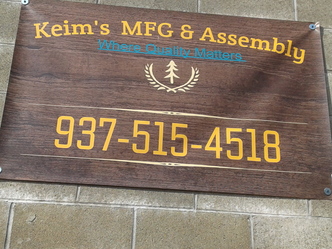 Keim's MFG & Assembly
Where Quality Matters
937-515-4518